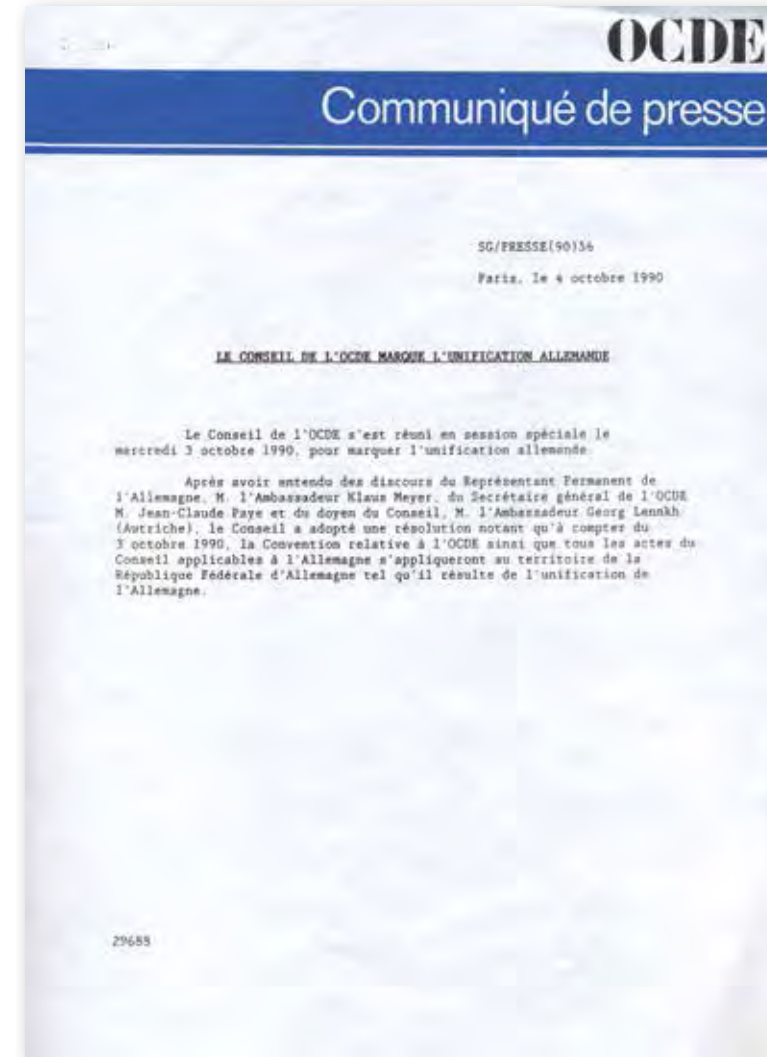 OCDE
Communiqué de presse
SG/PRESSE(90)56
Paris, le 4 octobre 1990
LE CONSEIL DE L'OCDE MARQUE L'UNIFICATION ALLEMANDE
Le Conseil de l'OCDE s'est réuni en session spéciale le
mercredi 3 octobre 1990, pour marquer l'unification allemande.
Après avoir entendu des discours du Représentant Permanent de
l'Allemagne, M. l'Ambassadeur Klaus Meyer, du Secrétaire général de l'OCDE
M. Jean-Claude Paye et du doyen du Conseil, M. l'Ambassadeur Georg Lennkh
(Autriche), le Conseil a adopté une résolution notant qu'à compter du
3 octobre 1990, la Convention relative à l'OCDE ainsi que tous les actes du
Conseil applicables à l'Allemagne s'appliqueront au territoire de la
République Fédérale d'Allemagne tel qu'il résulte de l'unification de
l'Allemagne.
29688